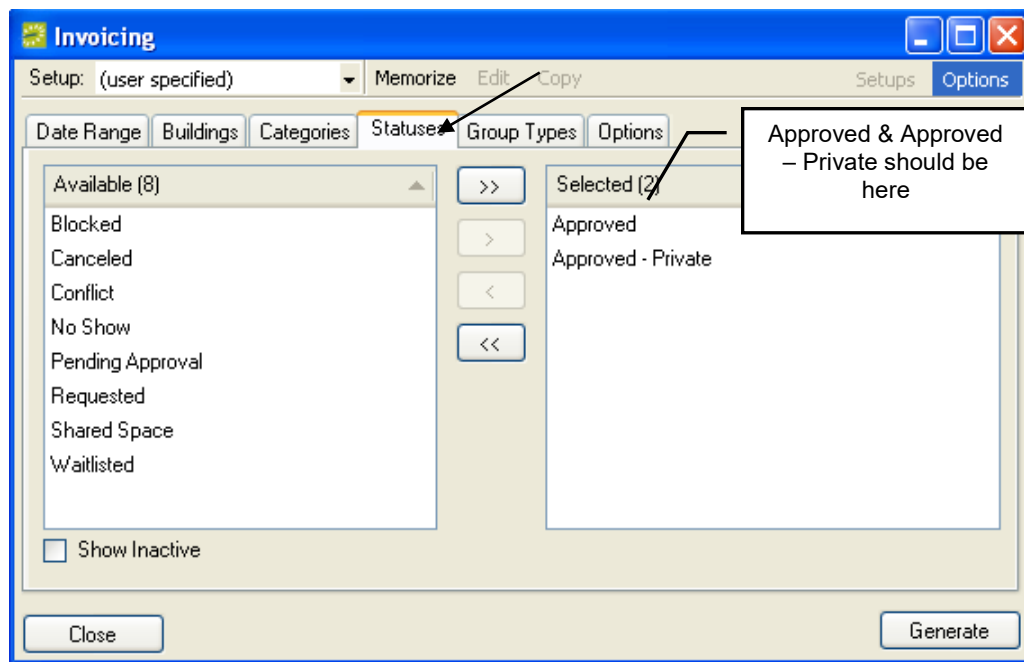 Invoicing
Setup: (user specified) Memorize Edit Copy Setups Options
Date Range Buildings Categories Statuses Group Types Options
Approved & Approved
– Private should be
here
Available (8) >> Selected (2)
Blocked Approved
Canceled > Approved - Private
Conflict <
No Show
Pending Approval <<
Requested
Shared Space
Waitlisted
Show Inactive
Close Generate